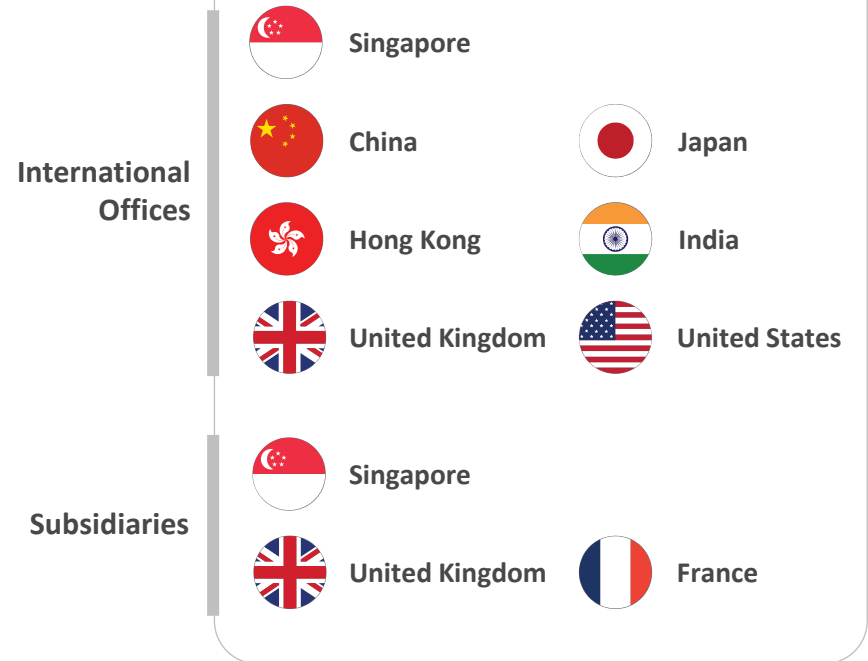 International
Offices
Singapore
China
Japan
Hong Kong
India
United Kingdom
United States
Subsidiaries
Singapore
United Kingdom
France